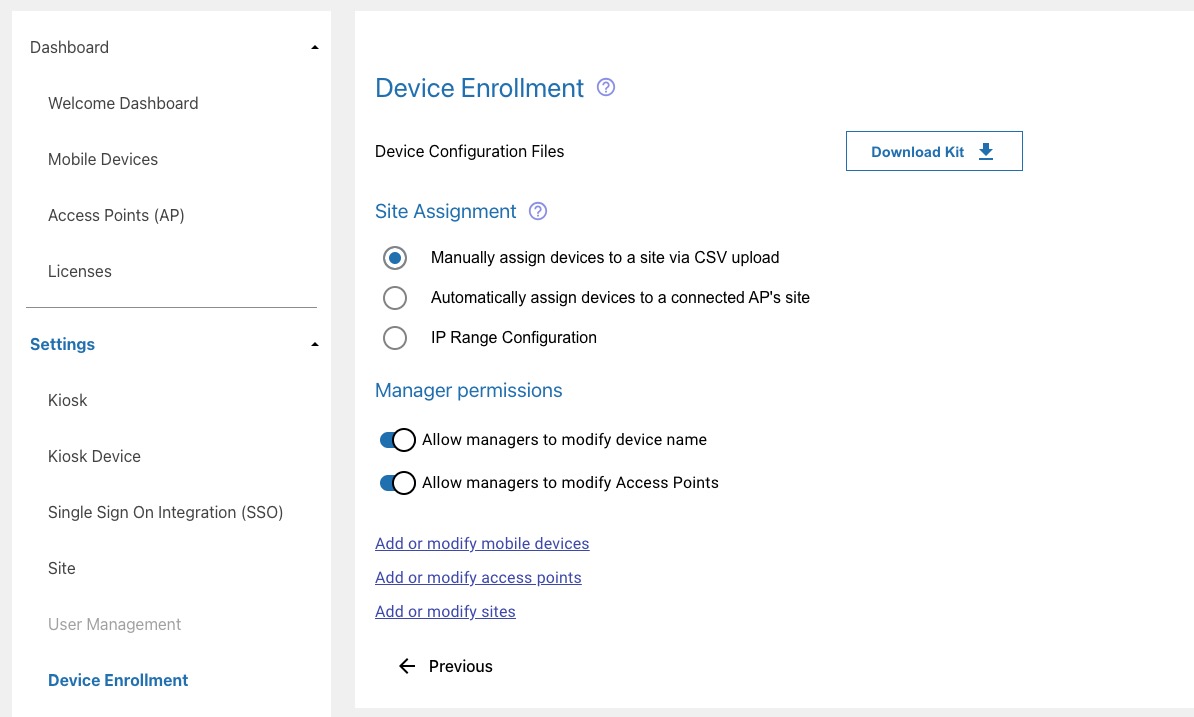 Dashboard
Welcome Dashboard
Mobile Devices
Access Points (AP)
Licenses
Settings
Kiosk
Kiosk Device
Single Sign On Integration (SSO)
Site
User Management
Device Enrollment
Device Enrollment
Device Configuration Files
Download Kit
Site Assignment
Manually assign devices to a site via CSV upload
Automatically assign devices to a connected AP's site
IP Range Configuration
Manager permissions
Allow managers to modify device name
Allow managers to modify Access Points
Add or modify mobile devices
Add or modify access points
Add or modify sites
Previous